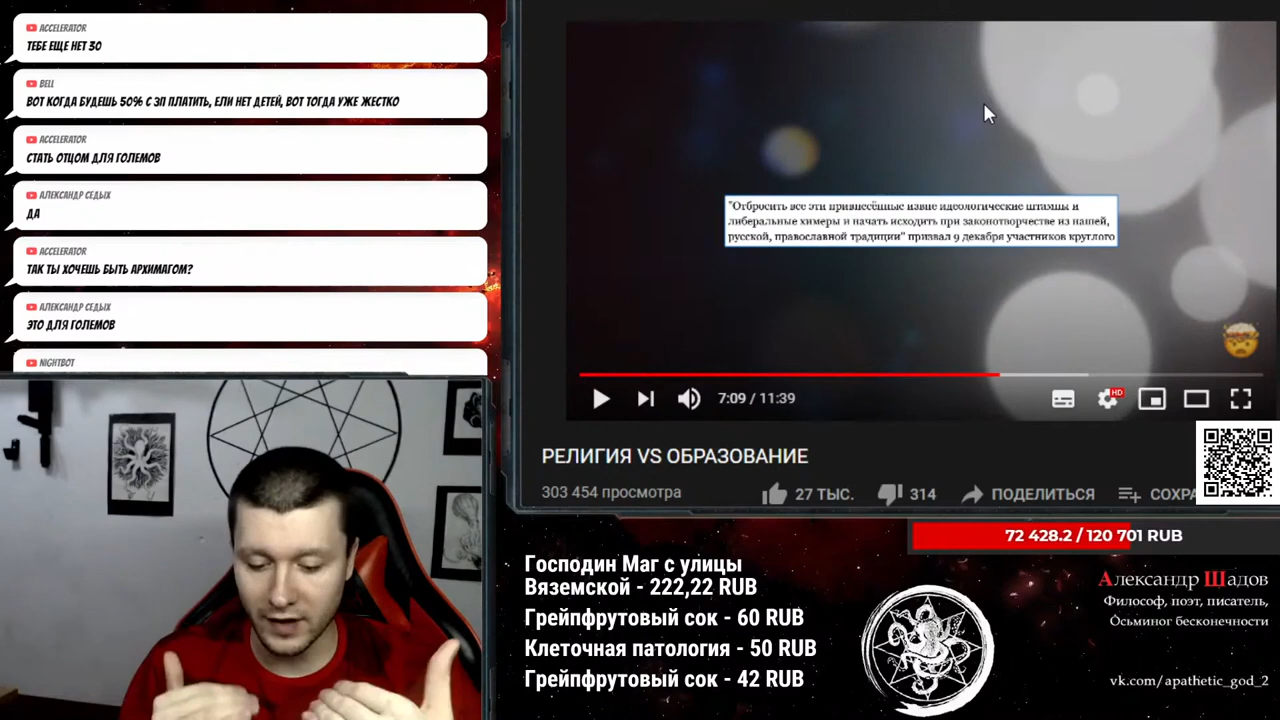 ACCELERATOR
ТЕБЕ ЕЩЕ НЕТ 30
BELL
ВОТ КОГДА БУДЕШЬ 50% С ЗП ПЛАТИТЬ, ЕЛИ НЕТ ДЕТЕЙ, ВОТ ТОГДА УЖЕ ЖЕСТКО
ACCELERATOR
СТАТЬ ОТЦОМ ДЛЯ ГОЛЕМОВ
АЛЕКСАНДР СЕДЫХ
ДА
ACCELERATOR
ТАК ТЫ ХОЧЕШЬ БЫТЬ АРХИМАГОМ?
АЛЕКСАНДР СЕДЫХ
ЭТО ДЛЯ ГОЛЕМОВ
NIGHTBOT
"Отбросить все эти привнесённые извне идеологические штампы и
либеральные химеры и начать исходить при законотворчестве из нашей,
русской, православной традиции" призвал 9 декабря участников круглого
7:09 / 11:39
HD
РЕЛИГИЯ VS ОБРАЗОВАНИЕ
303 454 просмотра
27 ТЫС.
314
ПОДЕЛИТЬСЯ
СОХРА
72 428.2 / 120 701 RUB
Господин Маг с улицы
Вяземской - 222,22 RUB
Грейпфрутовый сок - 60 RUB
Клеточная патология - 50 RUB
Грейпфрутовый сок - 42 RUB
Александр Шадов
Философ, поэт, писатель,
Осьминог бесконечности
vk.com/apathetic_god_2